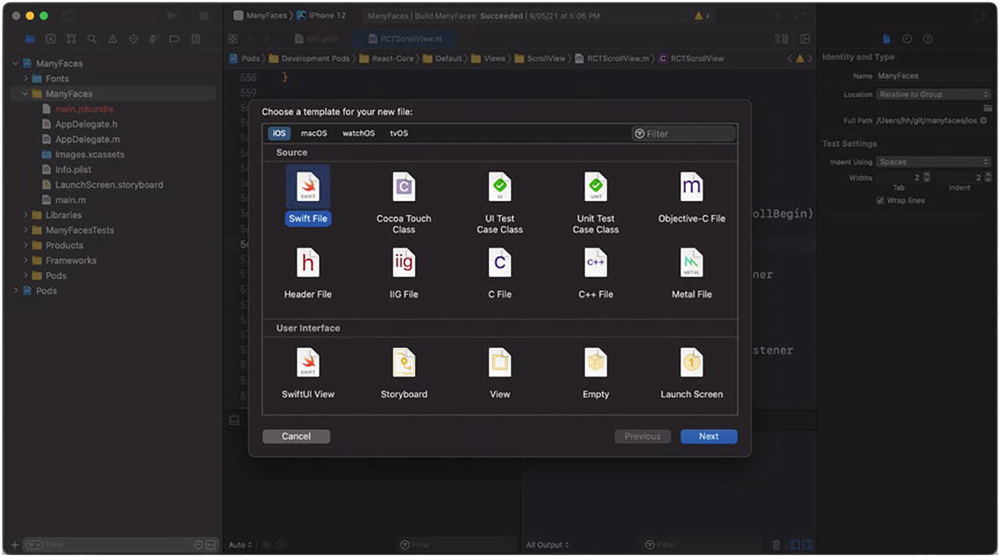 ManyFaces 〉 iPhone 12
ManyFaces | Build ManyFaces: Succeeded | 9/05/21 at 5:06 PM
4
Info.plist
RCTScrollView.m
Pods 〉 Development Pods 〉 React-Core 〉 Default 〉 Views 〉 ScrollView 〉 RCTScrollView.m 〉 C RCTScrollView
ManyFaces
Fonts
ManyFaces
main.jsbundle
h AppDelegate.h
m AppDelegate.m
Images.xcassets
Info.plist
LaunchScreen.storyboard
m main.m
Libraries
ManyFacesTests
Products
Frameworks
Pods
Pods
Filter
558 }
559
ollBegin)
ner
stener
Choose a template for your new file:
iOS macOS watchOS tvOS Filter
Source
SWIFT C UI UNIT m
Swift File
Cocoa Touch
Class
UI Test
Case Class
Unit Test
Case Class
Objective-C File
h iig C C++ METAL
Header File IIG File C File C++ File Metal File
User Interface
SWIFT 1
SwiftUI View Storyboard View Empty Launch Screen
Cancel Previous Next
Auto Filter All Output Filter
Identity and Type
Name ManyFaces
Location Relative to Group
Full Path /Users/hh/git/manyfaces/ios
Text Settings
Indent Using Spaces
Widths 2 2
Tab Indent
Wrap lines